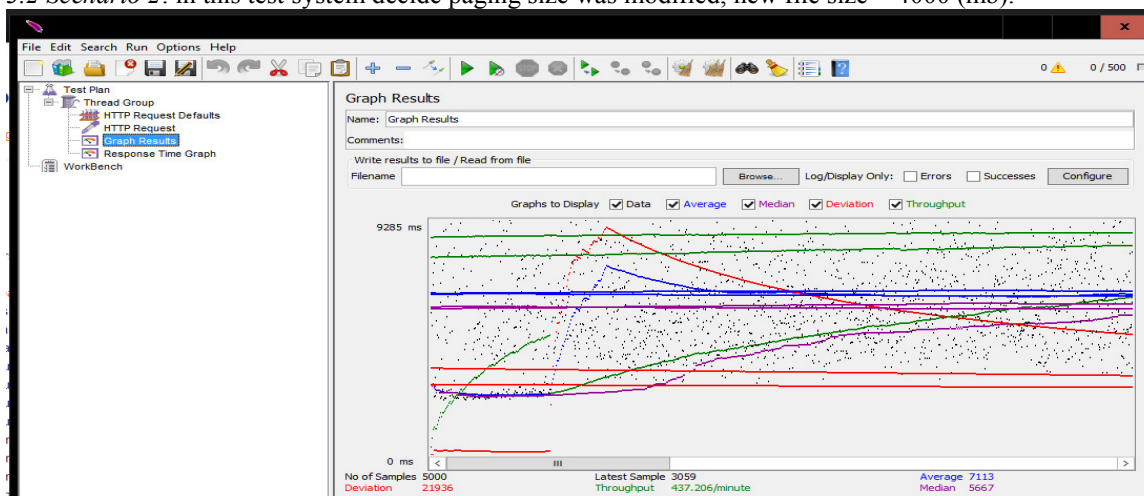 3.2 Scenario 2: in this test system decide paging size was modified, new file size = 4000 (mb).
File Edit Search Run Options Help
0 0 / 500
Test Plan
Thread Group
HTTP Request Defaults
HTTP Request
Graph Results
Response Time Graph
WorkBench
Graph Results
Name: Graph Results
Comments:
Write results to file / Read from file
Filename Browse... Log/Display Only: Errors Successes Configure
Graphs to Display Data Average Median Deviation Throughput
9285 ms
0 ms
No of Samples 5000 Latest Sample 3059 Average 7113
Deviation 21936 Throughput 437.206/minute Median 5667